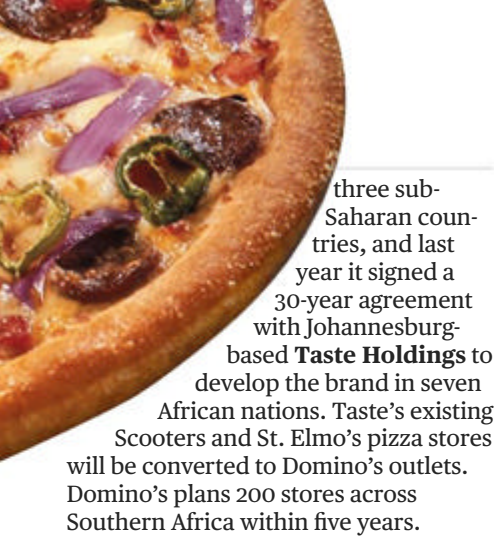 three sub-
Saharan coun-
tries, and last
year it signed a
30-year agreement
with Johannesburg-
based Taste Holdings to
develop the brand in seven
African nations. Taste's existing
Scooters and St. Elmo's pizza stores
will be converted to Domino's outlets.
Domino's plans 200 stores across
Southern Africa within five years.